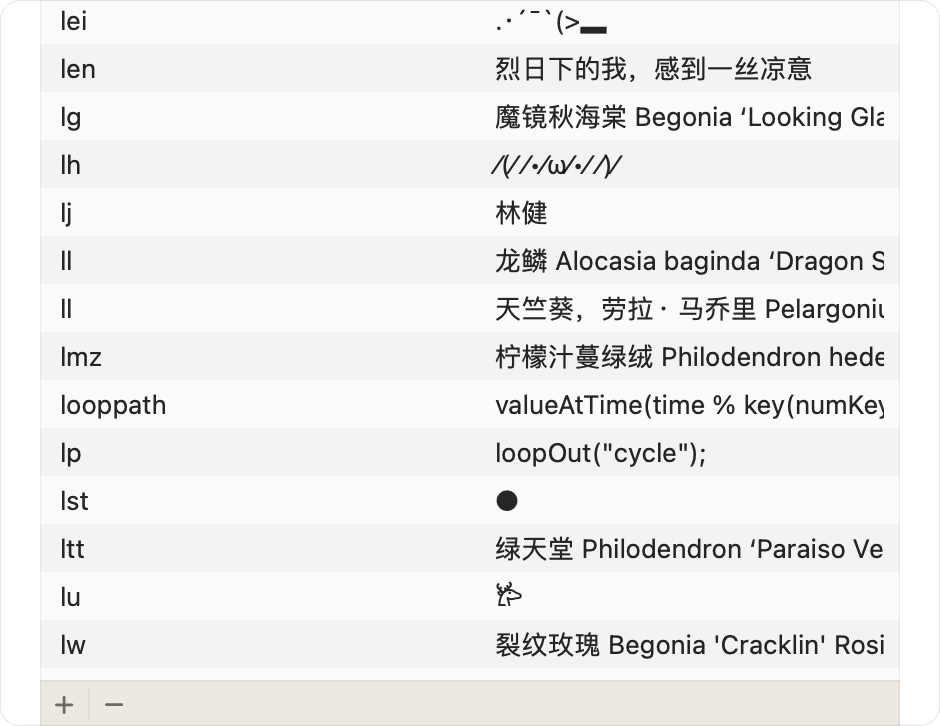 lei .·´¯`(>▂
len 烈日下的我，感到一丝凉意
lg 魔镜秋海棠 Begonia ‘Looking Gla
lh ⁄(⁄ ⁄•⁄ω⁄•⁄ ⁄)⁄
lj 林健
ll 龙鳞 Alocasia baginda ‘Dragon S
ll 天竺葵，劳拉·马乔里 Pelargoniu
lmz 柠檬汁蔓绿绒 Philodendron hede
looppath valueAtTime(time % key(numKey
lp loopOut("cycle");
lst ●
ltt 绿天堂 Philodendron ‘Paraiso Ve
lu
lw 裂纹玫瑰 Begonia 'Cracklin' Rosi